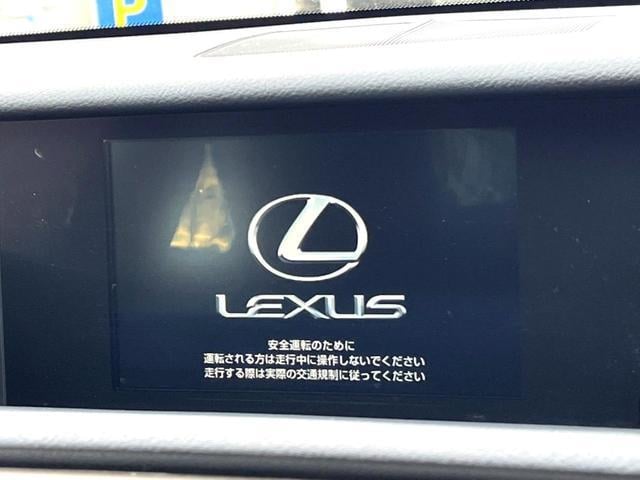 P
LEXUS
安全運転のために
運転される方は走行中に操作しないでください
走行する際は実際の交通規制に従ってください